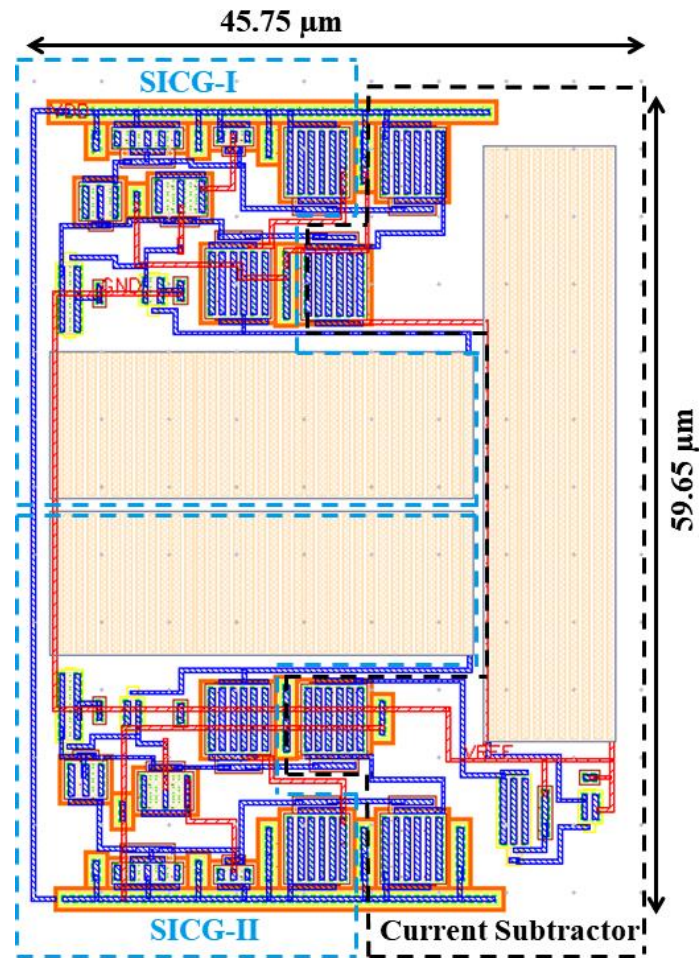 45.75 μm
SICG-I
VDD
GND
59.65 μm
VREF
SICG-II
Current Subtractor